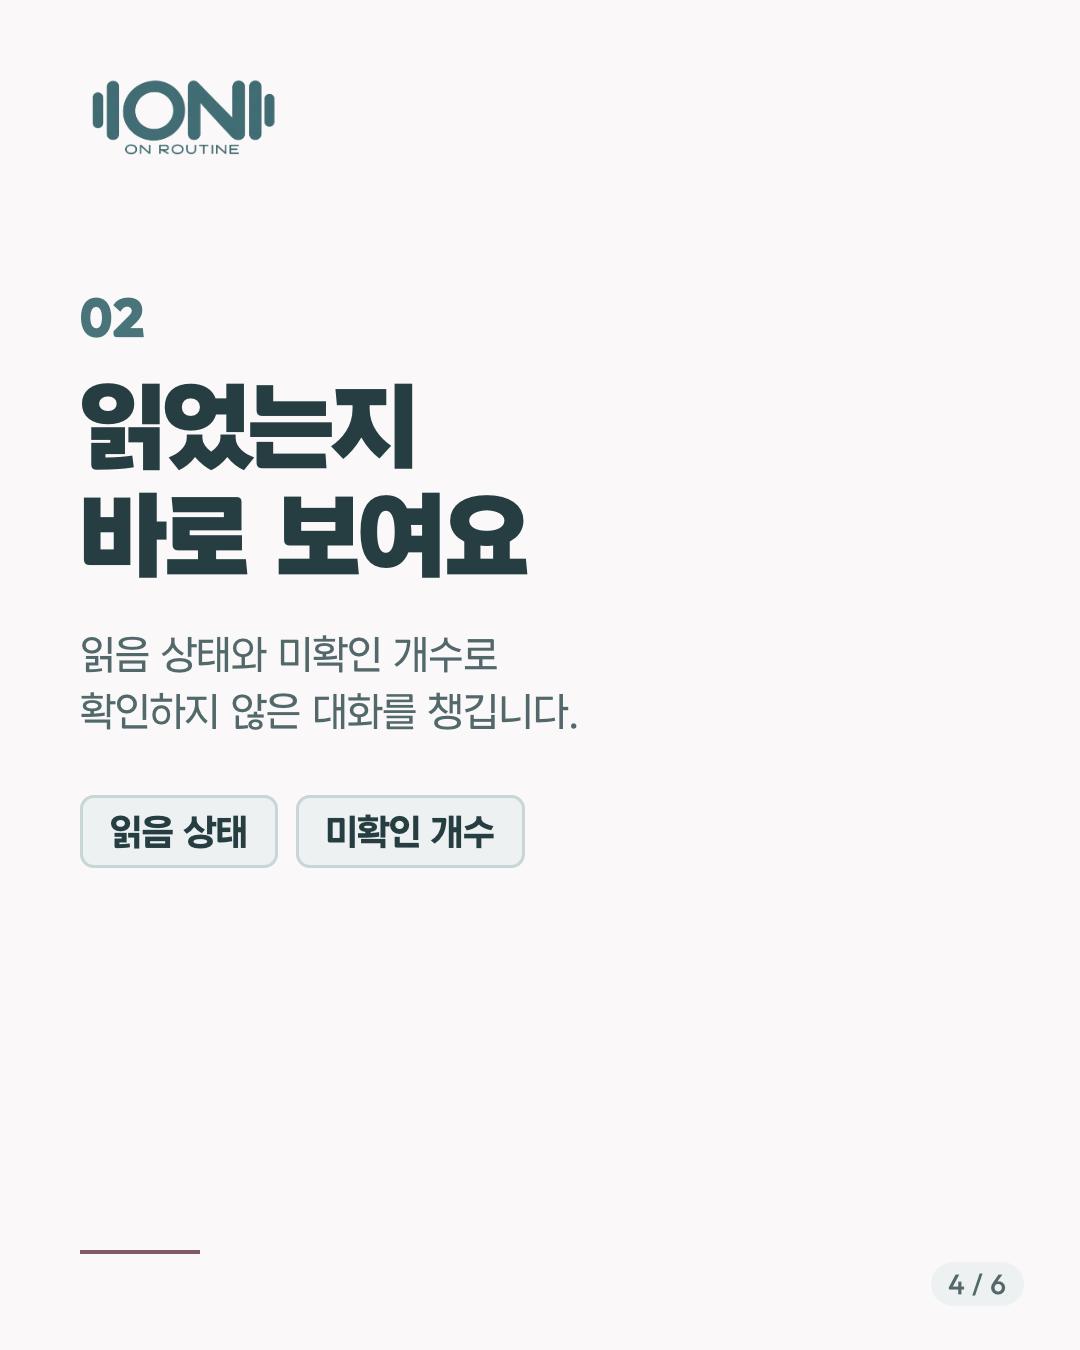 ION
ON ROUTINE
02
읽었는지
바로 보여요
읽음 상태와 미확인 개수로
확인하지 않은 대화를 챙깁니다.
읽음 상태
미확인 개수
4 / 6